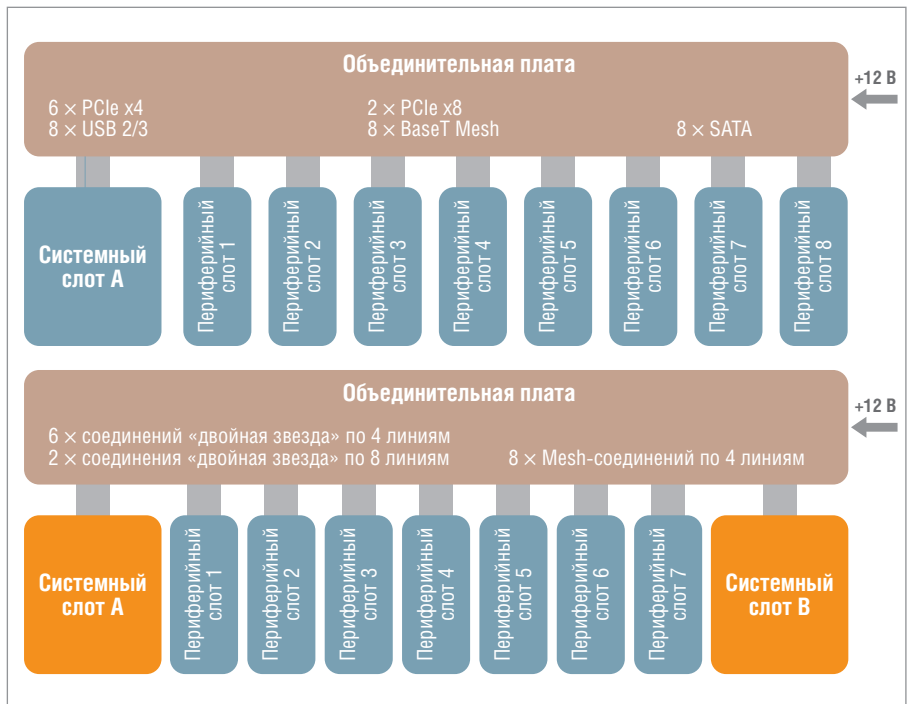 Объединительная плата
+12 В
6 × PCIe x4
2 × PCIe x8
8 × USB 2/3
8 × BaseT Mesh
8 × SATA
Системный
слот A
Периферийный
слот 1
Периферийный
слот 2
Периферийный
слот 3
Периферийный
слот 4
Периферийный
слот 5
Периферийный
слот 6
Периферийный
слот 7
Периферийный
слот 8
Объединительная плата
+12 В
6 × соединений «двойная звезда» по 4 линиям
2 × соединения «двойная звезда» по 8 линиям
8 × Mesh-соединений по 4 линиям
Системный
слот A
Периферийный
слот 1
Периферийный
слот 2
Периферийный
слот 3
Периферийный
слот 4
Периферийный
слот 5
Периферийный
слот 6
Периферийный
слот 7
Системный
слот B